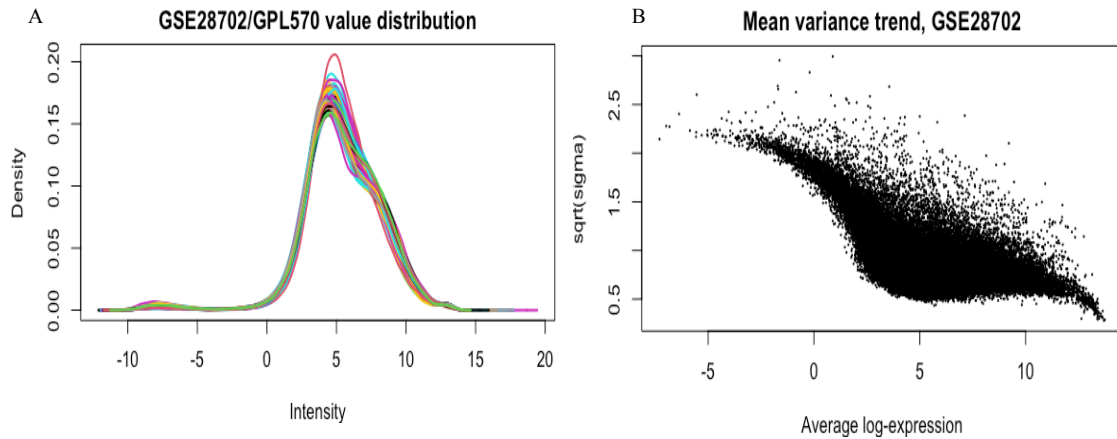 A
GSE28702/GPL570 value distribution
Density
0.00 0.05 0.10 0.15 0.20
-10 -5 0 5 10 15 20
Intensity
B
Mean variance trend, GSE28702
sqrt(sigma)
0.5 1.5 2.5
-5 0 5 10
Average log-expression